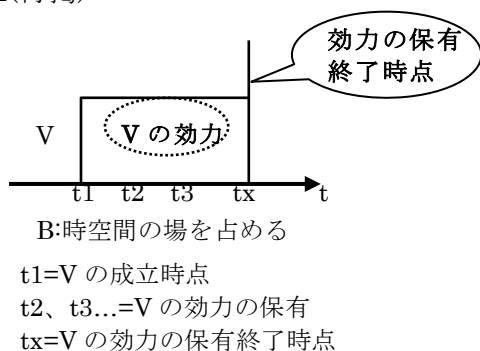 効力の保有
終了時点
V
V の効力
t1 t2 t3 tx t
B:時空間の場を占める
t1=V の成立時点
t2、t3…=V の効力の保有
tx=V の効力の保有終了時点